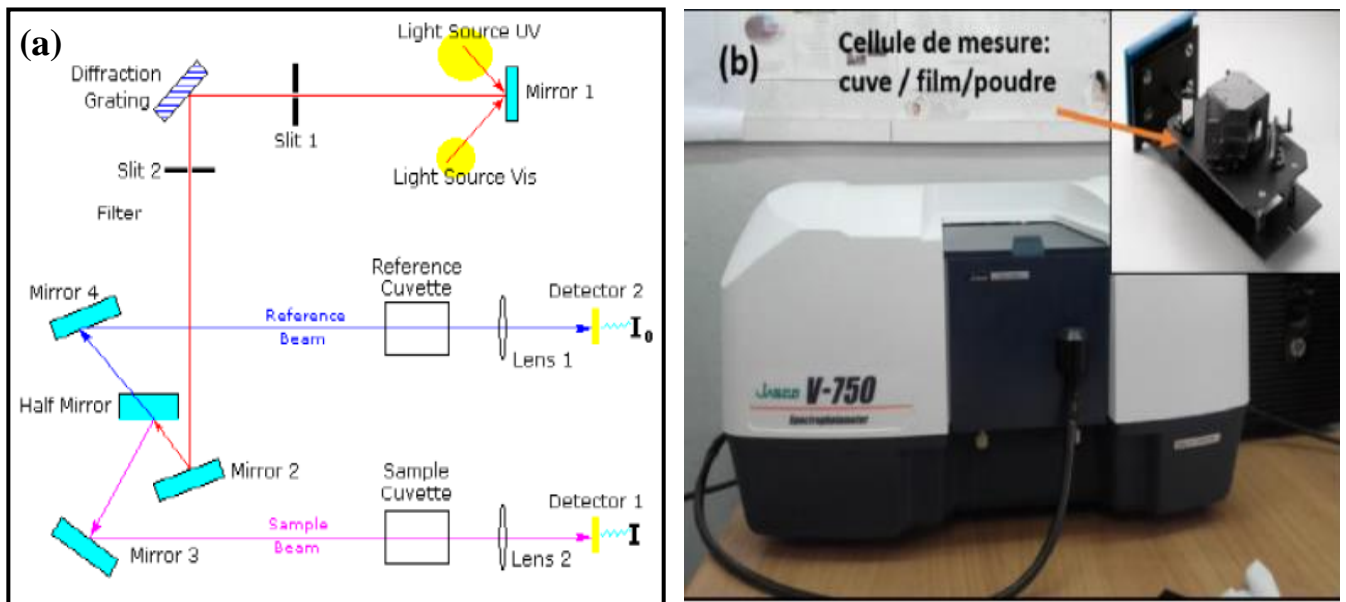 (a)
Light Source UV
Diffraction
Grating
Mirror 1
Slit 1
Light Source Vis
Slit 2
Filter
Mirror 4
Reference
Cuvette
Detector 2
Reference
Beam
I₀
Lens 1
Half Mirror
Mirror 2
Sample
Cuvette
Detector 1
Sample
Beam
I
Mirror 3
Lens 2
(b)
Cellule de mesure:
cuve / film/poudre
JASCO V-750
Spectrophotometer
hp